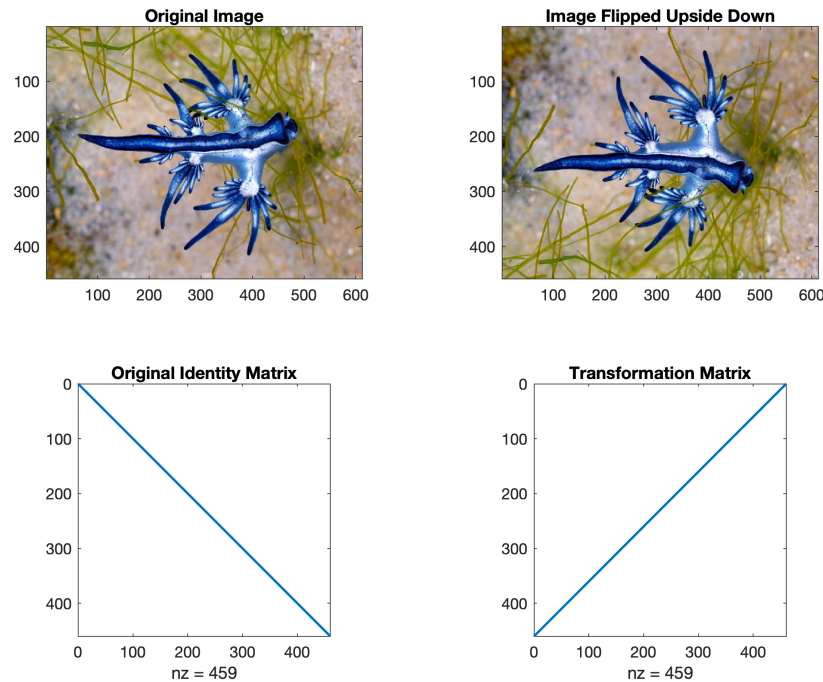 Original Image
100
200
300
400
100 200 300 400 500 600
Image Flipped Upside Down
100
200
300
400
100 200 300 400 500 600
Original Identity Matrix
0
100
200
300
400
0 100 200 300 400
nz = 459
Transformation Matrix
0
100
200
300
400
0 100 200 300 400
nz = 459